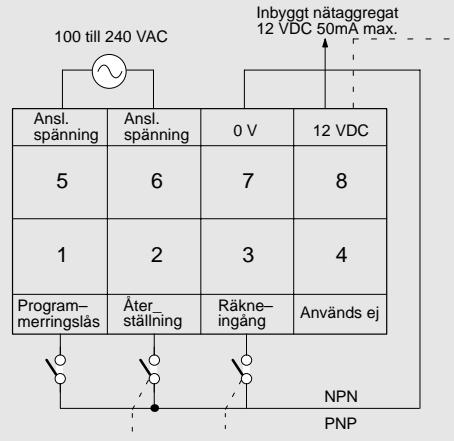 Inbyggt nätaggregat
12 VDC 50mA max.
100 till 240 VAC
Ansl. spänning
Ansl. spänning
0 V
12 VDC
5
6
7
8
1
2
3
4
Program–
merringslås
Åter_
ställning
Räkne–
ingång
Används ej
NPN
PNP